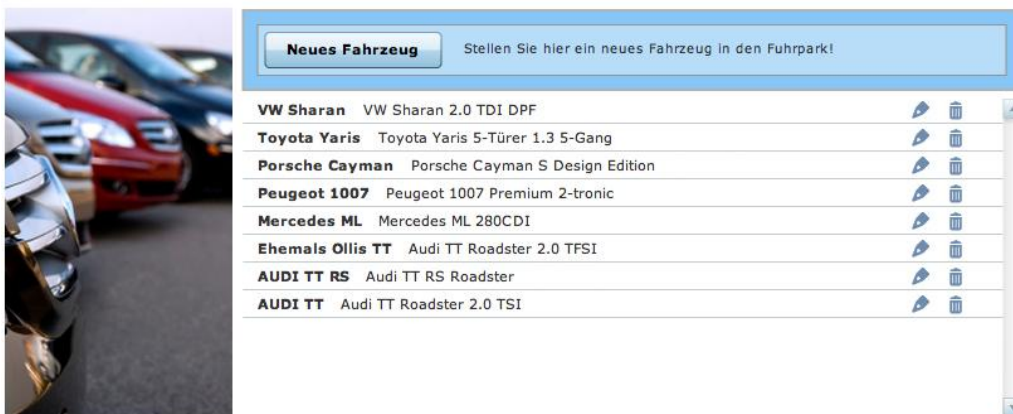 Neues Fahrzeug Stellen Sie hier ein neues Fahrzeug in den Fuhrpark!
VW Sharan VW Sharan 2.0 TDI DPF
Toyota Yaris Toyota Yaris 5-Türer 1.3 5-Gang
Porsche Cayman Porsche Cayman S Design Edition
Peugeot 1007 Peugeot 1007 Premium 2-tronic
Mercedes ML Mercedes ML 280CDI
Ehemals Ollis TT Audi TT Roadster 2.0 TFSI
AUDI TT RS Audi TT RS Roadster
AUDI TT Audi TT Roadster 2.0 TSI